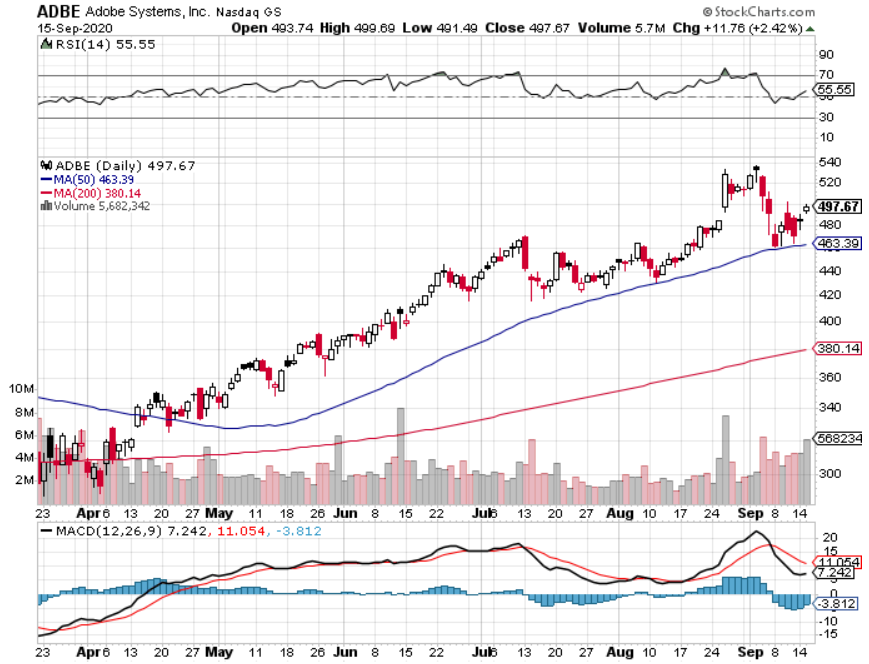 ADBE Adobe Systems, Inc. Nasdaq GS © StockCharts.com
15-Sep-2020 Open 493.74 High 499.69 Low 491.49 Close 497.67 Volume 5.7M Chg +11.76 (+2.42%)
RSI(14) 55.55
90
70
55.55
30
10
ADBE (Daily) 497.67
MA(50) 463.39
MA(200) 380.14
Volume 5,682,342
540
520
497.67
480
463.39
440
420
400
380.14
360
340
568234
300
10M
8M
6M
4M
2M
23 Apr 6 13 20 27 May 11 18 26 Jun 8 15 22 Jul 6 13 20 27 Aug 10 17 24 Sep 8 14
MACD(12,26,9) 7.242, 11.054, -3.812
20
15
11.054
7.242
0
-3.812
-10
-15
23 Apr 6 13 20 27 May 11 18 26 Jun 8 15 22 Jul 6 13 20 27 Aug 10 17 24 Sep 8 14